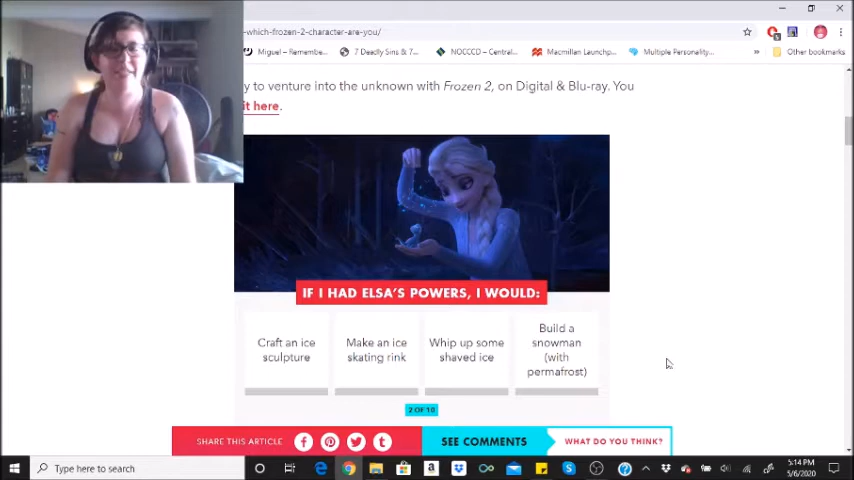 -which-frozen-2-character-are-you/
Miguel – Remembe...
7 Deadly Sins & 7...
NOCCCD – Central...
Macmillan Launchp...
Multiple Personality...
»
Other bookmarks
y to venture into the unknown with Frozen 2, on Digital & Blu-ray. You
it here.
IF I HAD ELSA'S POWERS, I WOULD:
Craft an ice
sculpture
Make an ice
skating rink
Whip up some
shaved ice
Build a
snowman
(with
permafrost)
2 OF 10
SHARE THIS ARTICLE
SEE COMMENTS
WHAT DO YOU THINK?
Type here to search
5:14 PM
5/6/2020